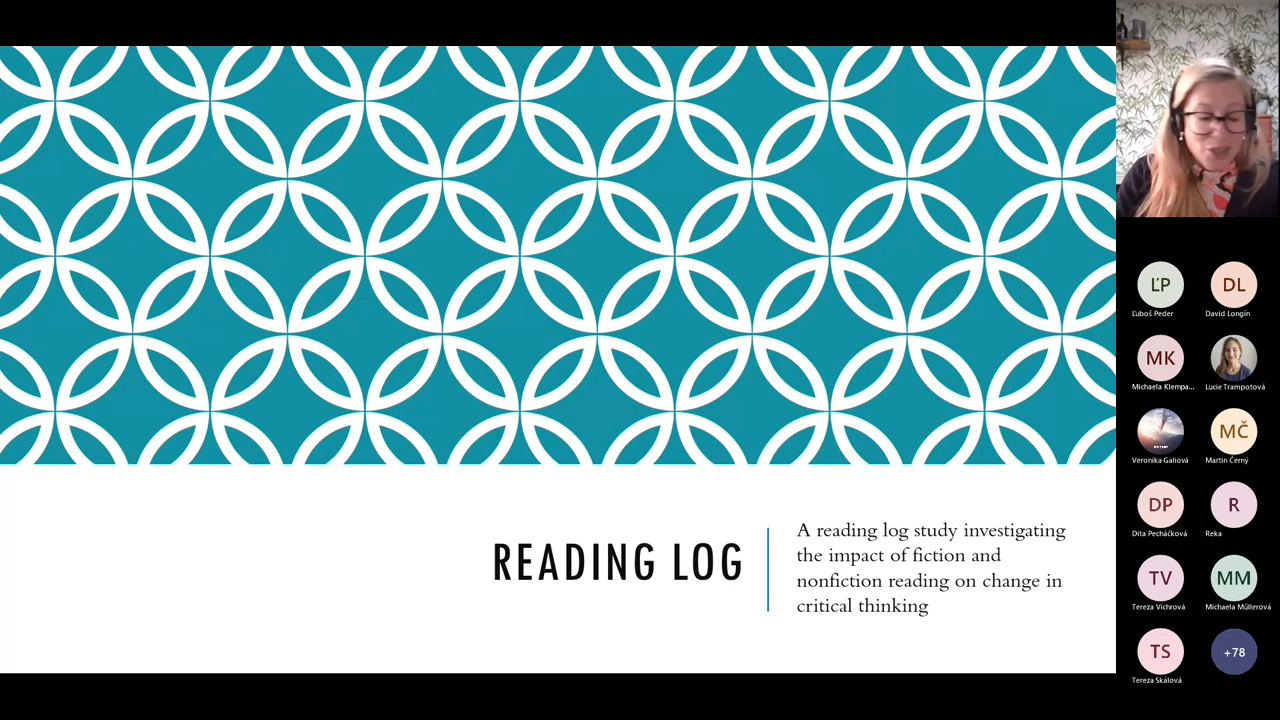 READING LOG
A reading log study investigating
the impact of fiction and
nonfiction reading on change in
critical thinking
ĽP
DL
Ľuboš Peder
David Longín
MK
Michaela Klempa...
Lucie Trampotová
MČ
Veronika Galiová
Martin Černý
DP
R
Dita Pecháčková
Reka
TV
MM
Tereza Vichrová
Michaela Műllerová
TS
+78
Tereza Skálová